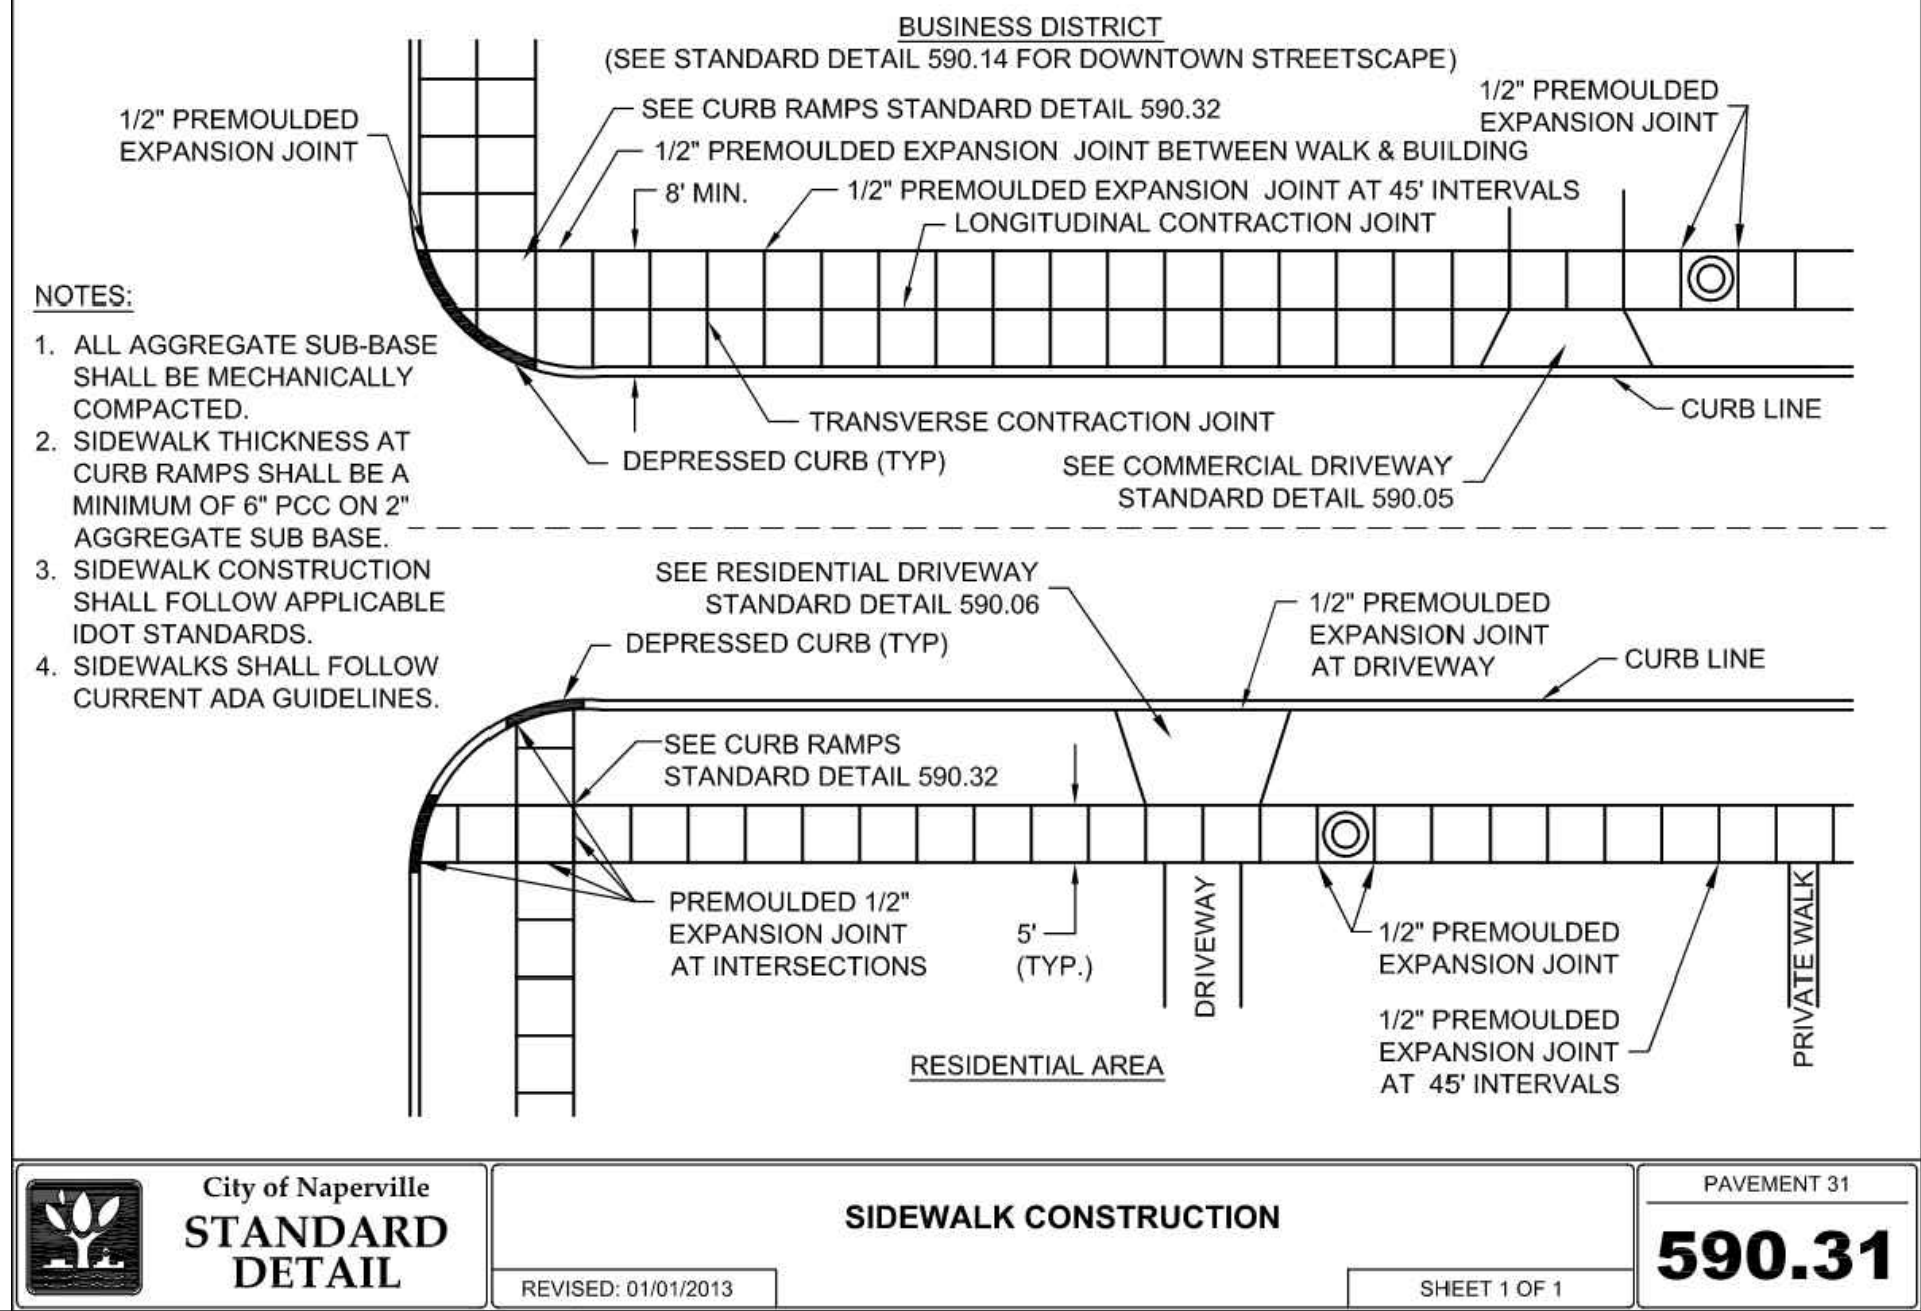 BUSINESS DISTRICT
(SEE STANDARD DETAIL 590.14 FOR DOWNTOWN STREETSCAPE)
1/2" PREMOULDED
EXPANSION JOINT
SEE CURB RAMPS STANDARD DETAIL 590.32
1/2" PREMOULDED
EXPANSION JOINT
1/2" PREMOULDED EXPANSION JOINT BETWEEN WALK & BUILDING
8' MIN.
1/2" PREMOULDED EXPANSION JOINT AT 45' INTERVALS
LONGITUDINAL CONTRACTION JOINT
TRANSVERSE CONTRACTION JOINT
CURB LINE
DEPRESSED CURB (TYP)
SEE COMMERCIAL DRIVEWAY
STANDARD DETAIL 590.05
NOTES:
1. ALL AGGREGATE SUB-BASE
SHALL BE MECHANICALLY
COMPACTED.
2. SIDEWALK THICKNESS AT
CURB RAMPS SHALL BE A
MINIMUM OF 6" PCC ON 2"
AGGREGATE SUB BASE.
3. SIDEWALK CONSTRUCTION
SHALL FOLLOW APPLICABLE
IDOT STANDARDS.
4. SIDEWALKS SHALL FOLLOW
CURRENT ADA GUIDELINES.
SEE RESIDENTIAL DRIVEWAY
STANDARD DETAIL 590.06
DEPRESSED CURB (TYP)
1/2" PREMOULDED
EXPANSION JOINT
AT DRIVEWAY
CURB LINE
SEE CURB RAMPS
STANDARD DETAIL 590.32
PREMOULDED 1/2"
EXPANSION JOINT
AT INTERSECTIONS
5'
(TYP.)
DRIVEWAY
1/2" PREMOULDED
EXPANSION JOINT
1/2" PREMOULDED
EXPANSION JOINT
AT 45' INTERVALS
PRIVATE WALK
RESIDENTIAL AREA
City of Naperville
STANDARD
DETAIL
SIDEWALK CONSTRUCTION
REVISED: 01/01/2013
SHEET 1 OF 1
PAVEMENT 31
590.31